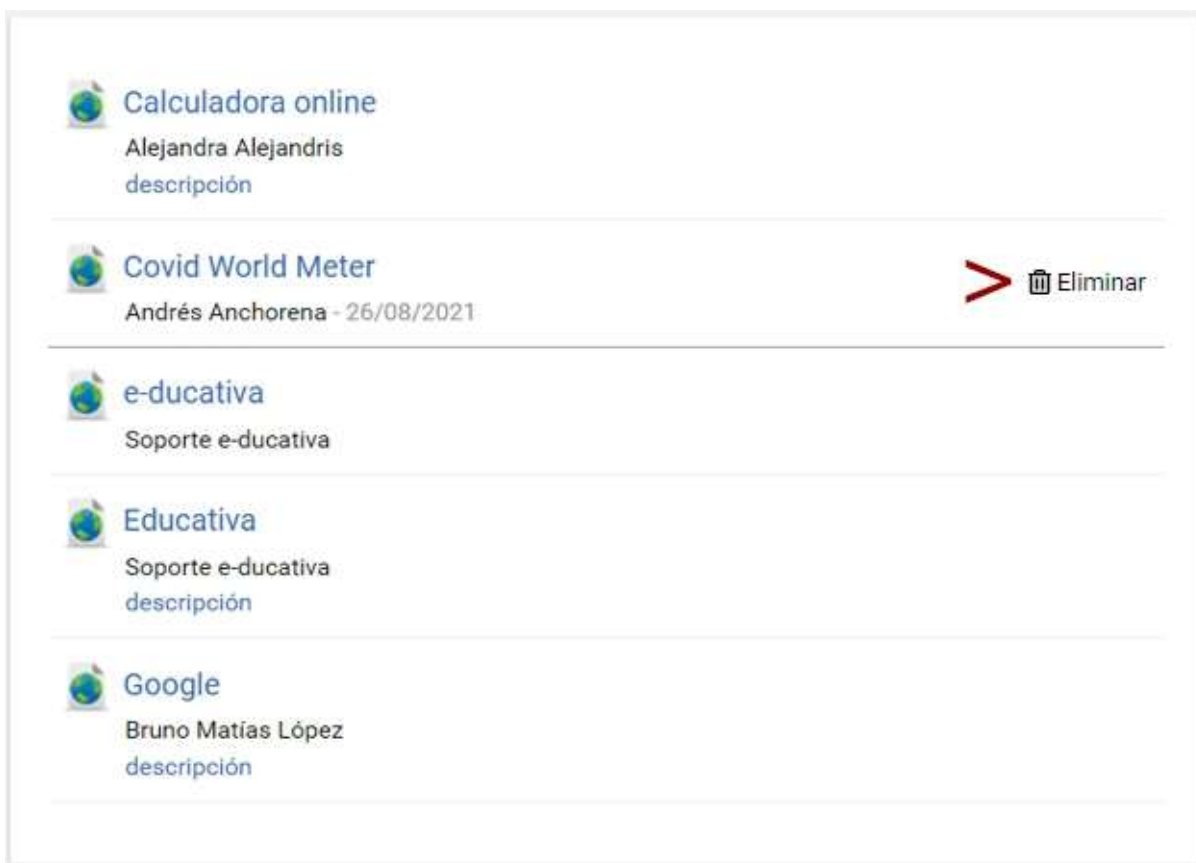 Calculadora online
Alejandra Alejandris
descripción
Covid World Meter
> Eliminar
Andrés Anchorena - 26/08/2021
e-ducativa
Soporte e-ducativa
Educativa
Soporte e-ducativa
descripción
Google
Bruno Matías López
descripción